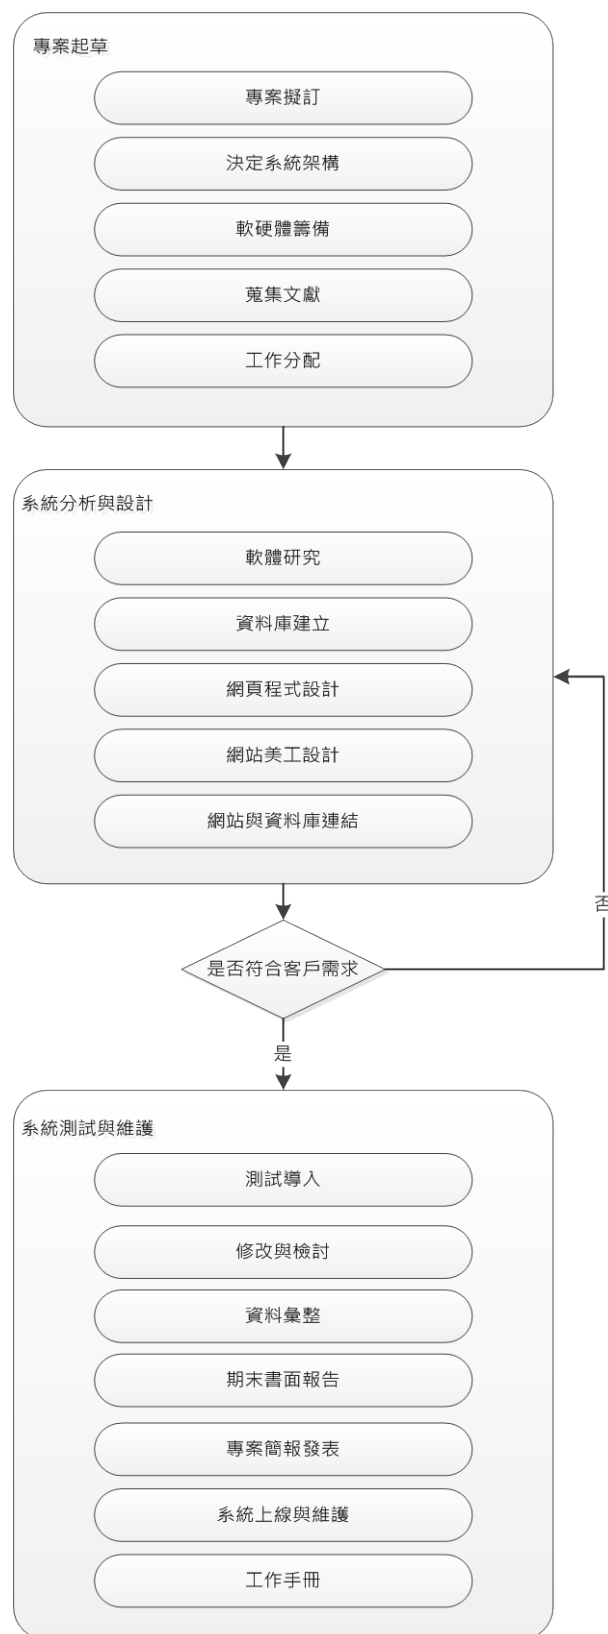 專案起草
專案擬訂
決定系統架構
軟硬體籌備
蒐集文獻
工作分配
系統分析與設計
軟體研究
資料庫建立
網頁程式設計
網站美工設計
網站與資料庫連結
否
是否符合客戶需求
是
系統測試與維護
測試導入
修改與檢討
資料彙整
期末書面報告
專案簡報發表
系統上線與維護
工作手冊